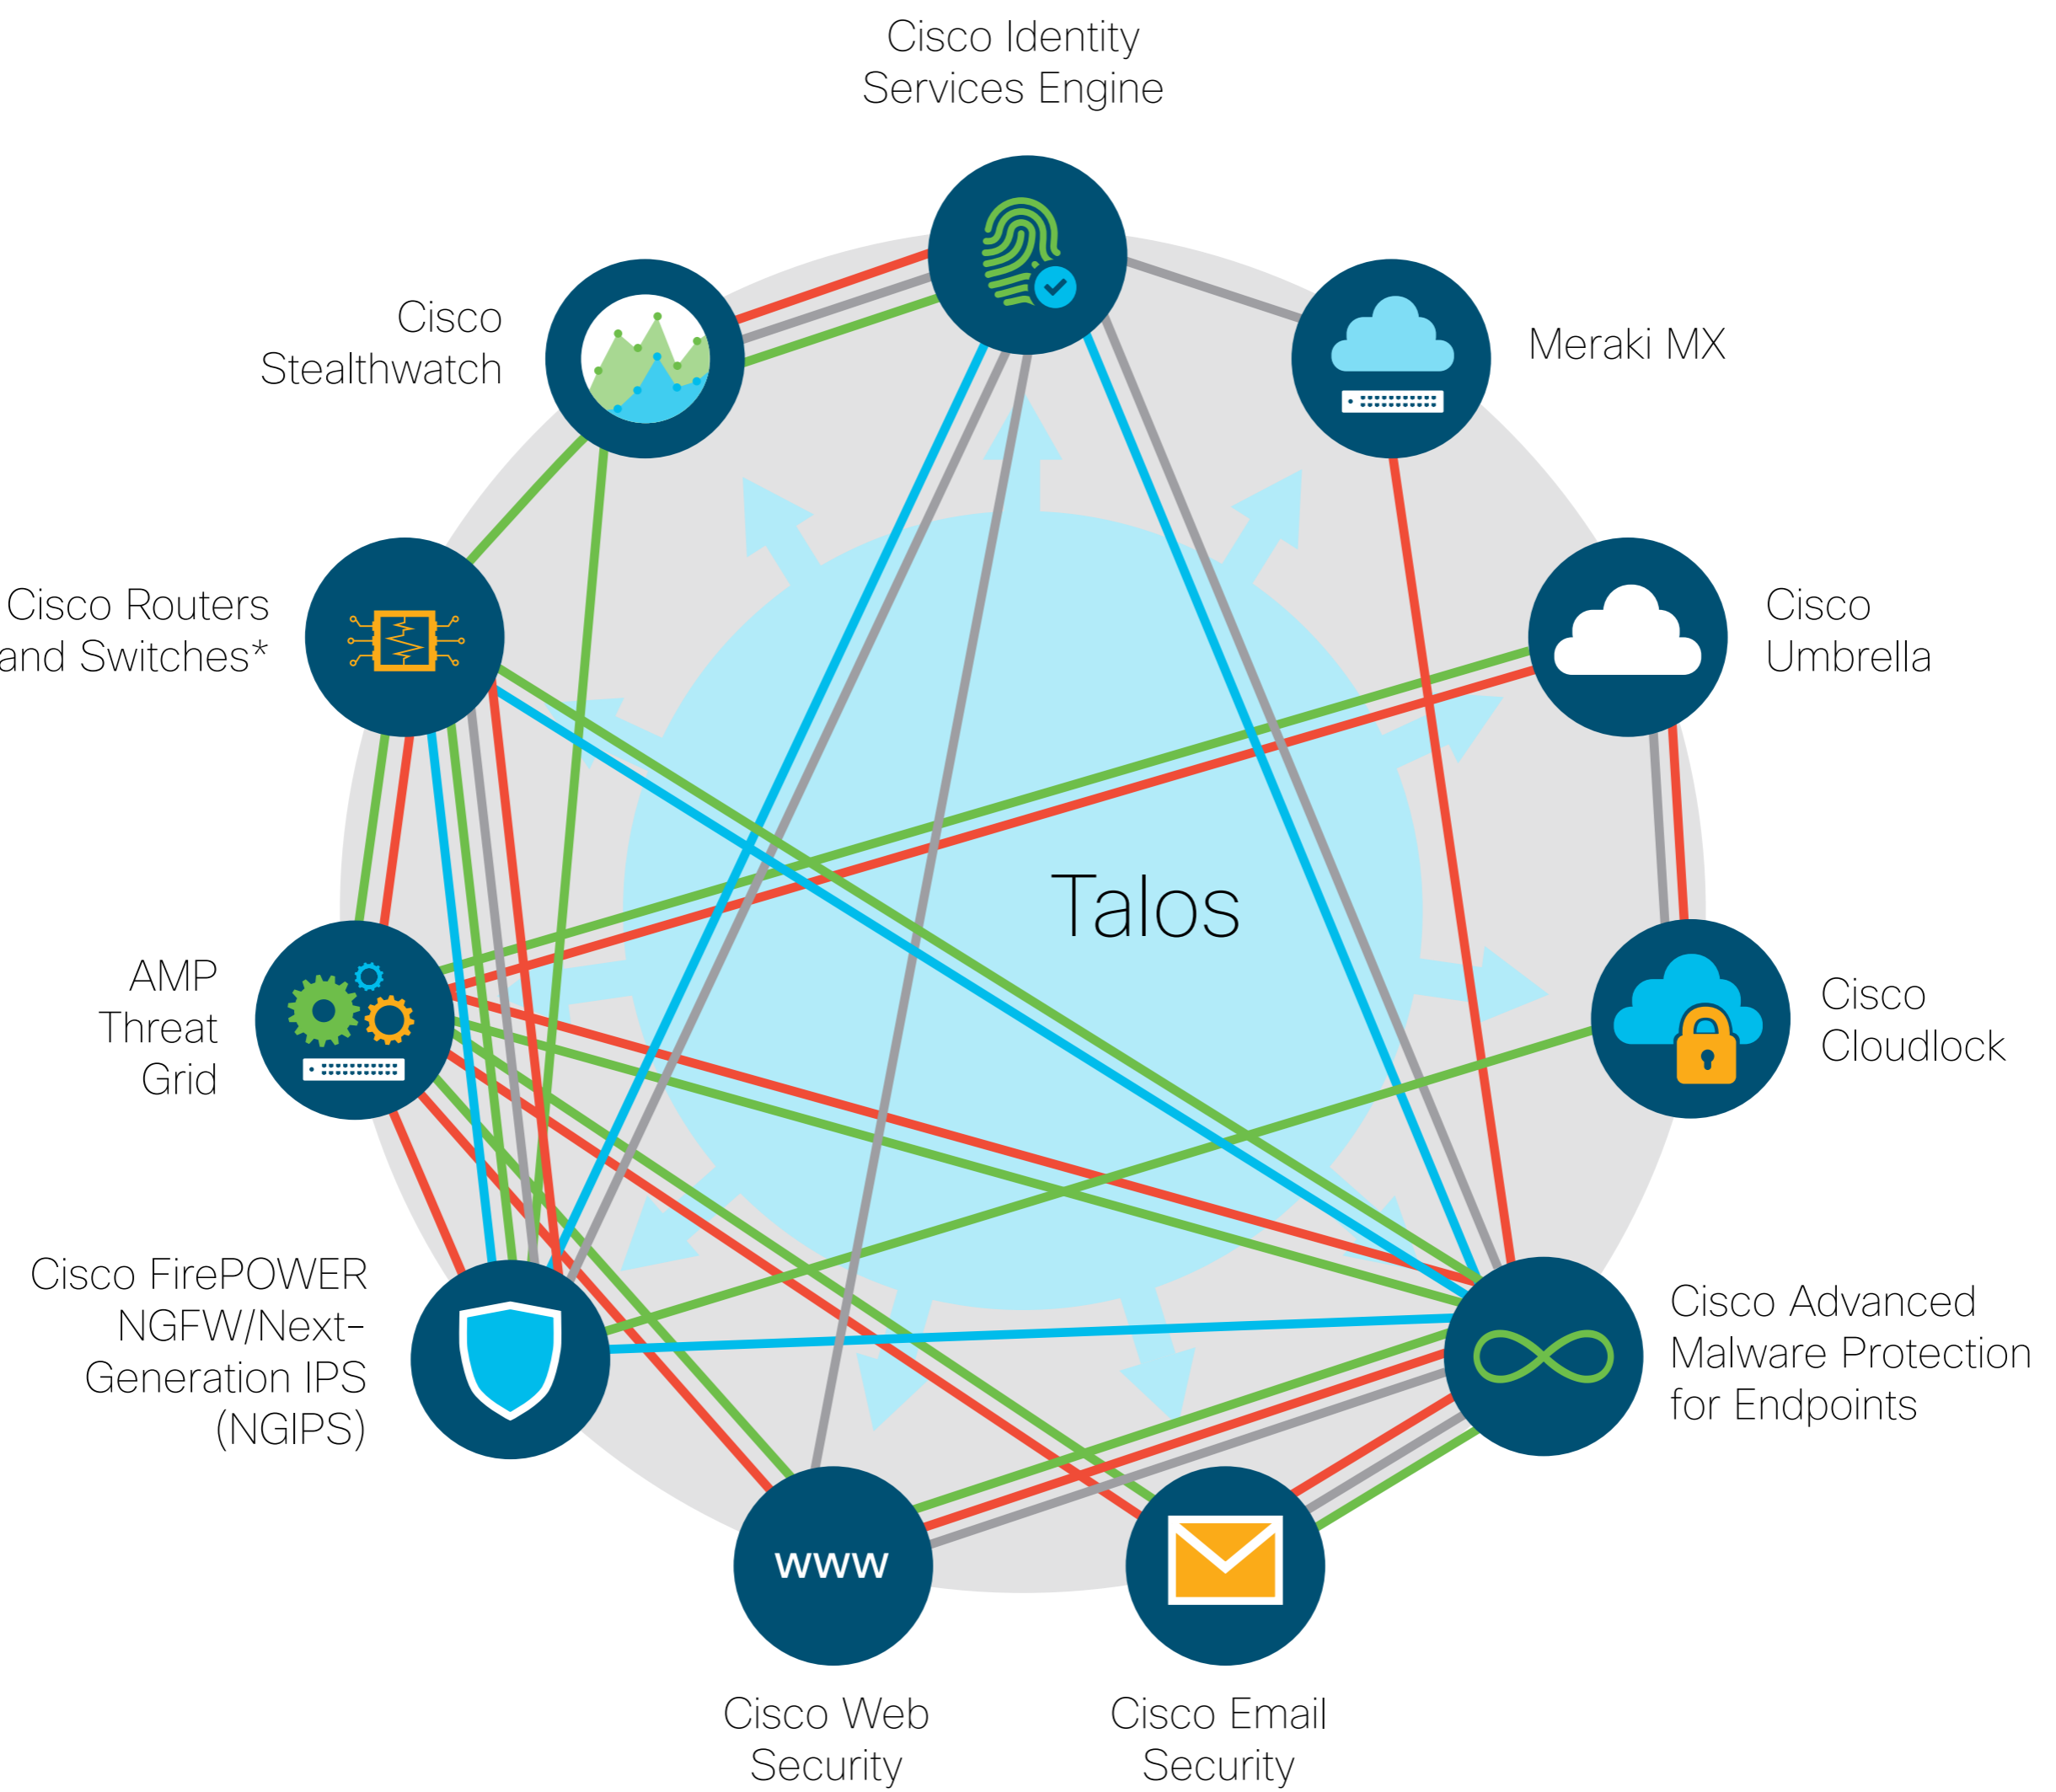 Cisco Identity
Services Engine
Cisco
Stealthwatch
Meraki MX
Cisco Routers
and Switches*
Cisco
Umbrella
Talos
AMP
Threat
Grid
Cisco
Cloudlock
Cisco FirePOWER
NGFW/Next-
Generation IPS
(NGIPS)
Cisco Advanced
Malware Protection
for Endpoints
www
Cisco Web
Security
Cisco Email
Security